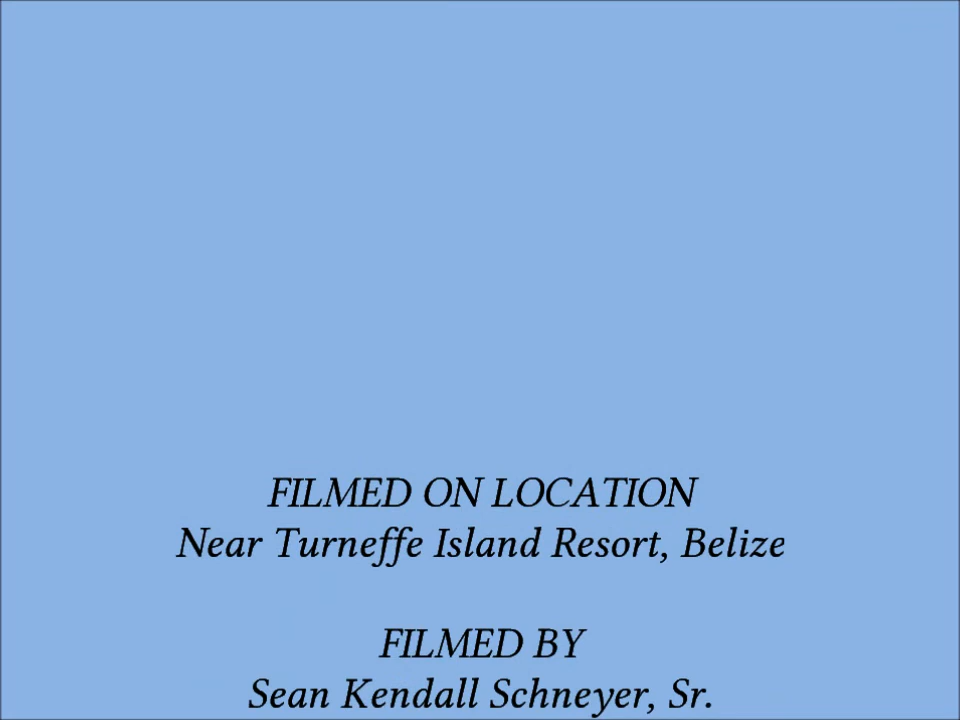 FILMED ON LOCATION
Near Turneffe Island Resort, Belize
FILMED BY
Sean Kendall Schneyer, Sr.